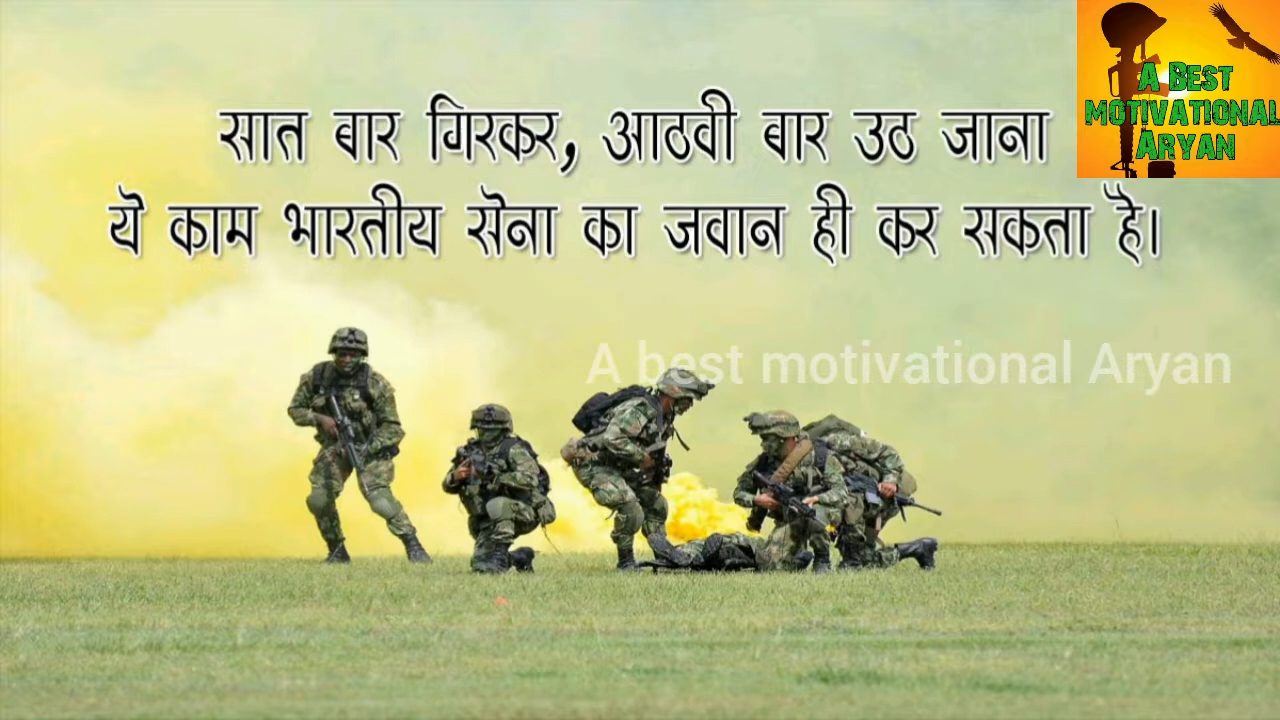 सात बार गिरकर, आठवी बार उठ जाना
ये काम भारतीय सेना का जवान ही कर सकता है।
A BEST
MOTIVATIONAL
ARYAN
A best motivational Aryan